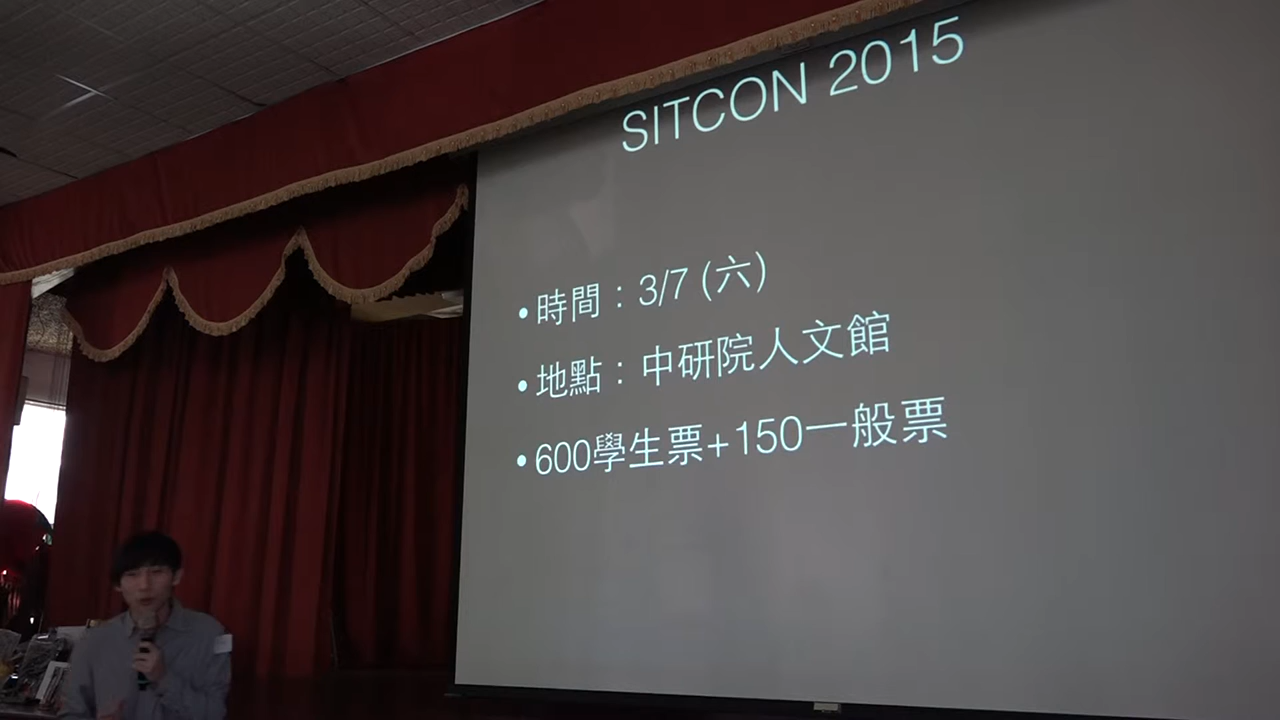 SITCON 2015
• 時間：3/7 (六)
• 地點：中研院人文館
• 600學生票+150一般票